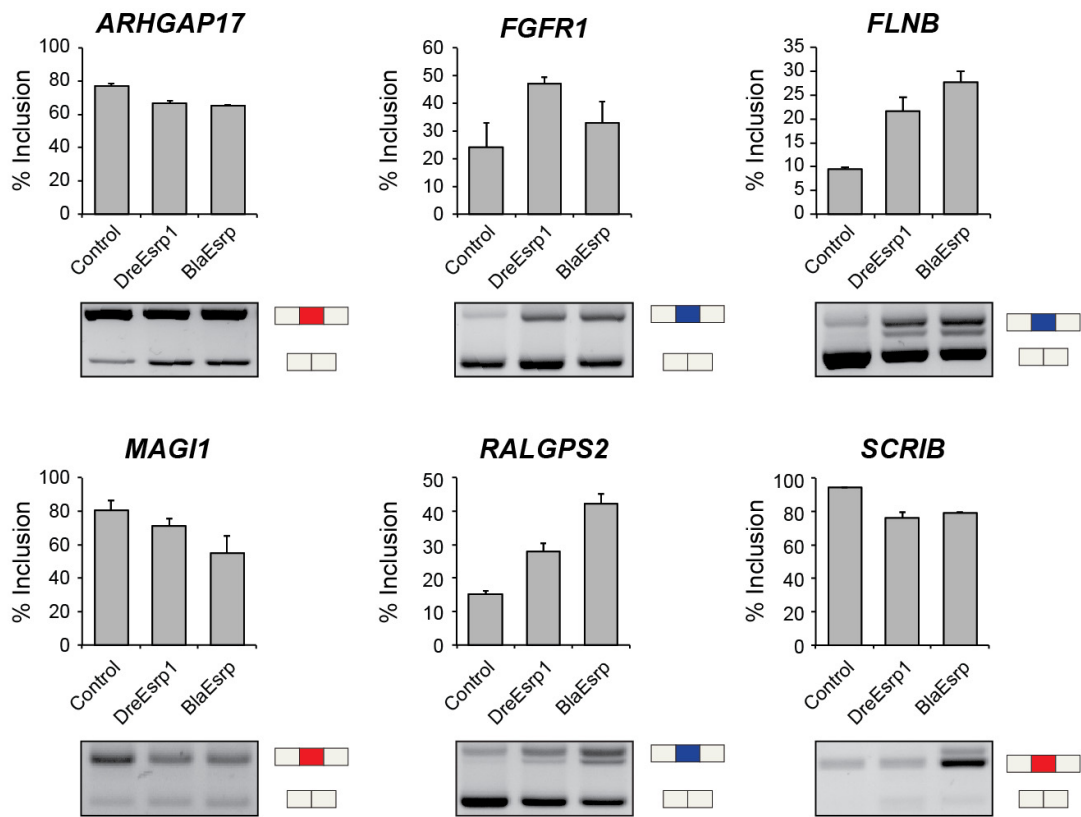 ARHGAP17
% Inclusion
100
80
60
40
20
0
Control
DreEsrp1
BlaEsrp
FGFR1
% Inclusion
60
50
40
30
20
10
0
Control
DreEsrp1
BlaEsrp
FLNB
% Inclusion
35
30
25
20
15
10
5
0
Control
DreEsrp1
BlaEsrp
MAGI1
% Inclusion
100
80
60
40
20
0
Control
DreEsrp1
BlaEsrp
RALGPS2
% Inclusion
50
40
30
20
10
0
Control
DreEsrp1
BlaEsrp
SCRIB
% Inclusion
100
80
60
40
20
0
Control
DreEsrp1
BlaEsrp